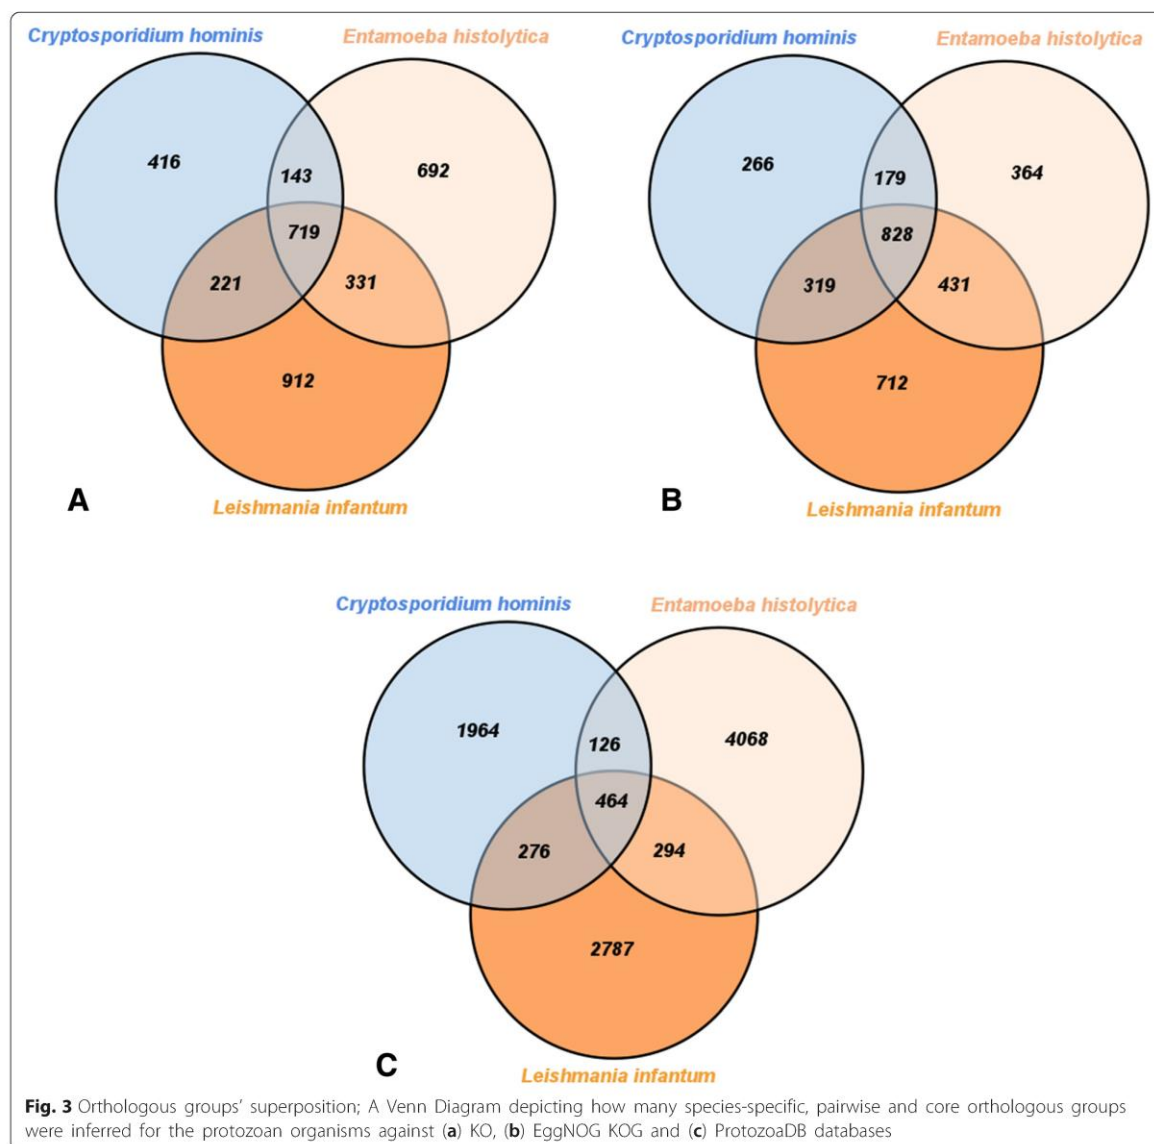 Cryptosporidium hominis
Entamoeba histolytica
416
143
692
719
221
331
912
A
Leishmania infantum
Cryptosporidium hominis
Entamoeba histolytica
266
179
364
828
319
431
712
B
Leishmania infantum
Cryptosporidium hominis
Entamoeba histolytica
1964
126
4068
464
276
294
2787
C
Leishmania infantum
Fig. 3 Orthologous groups’ superposition; A Venn Diagram depicting how many species-specific, pairwise and core orthologous groups
were inferred for the protozoan organisms against (a) KO, (b) EggNOG KOG and (c) ProtozoaDB databases